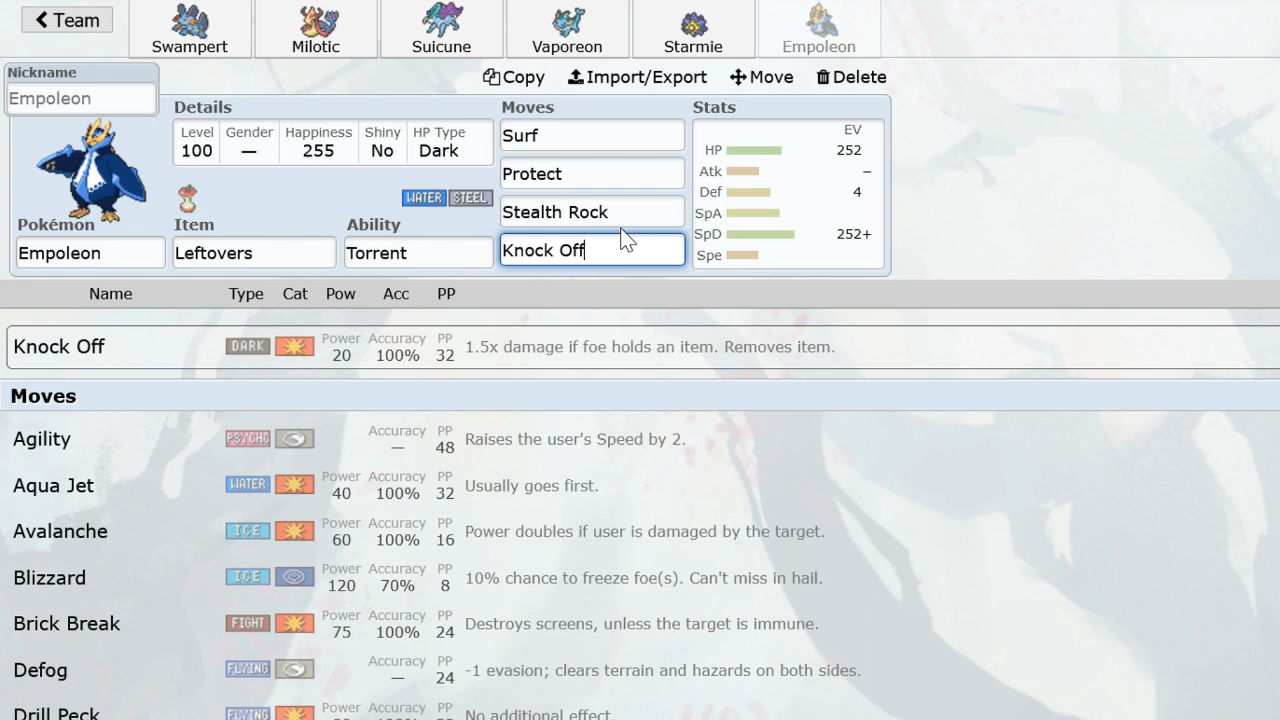 Team
Swampert
Milotic
Suicune
Vaporeon
Starmie
Empoleon
Nickname
Empoleon
Copy
Import/Export
Move
Delete
Details
Moves
Stats
Level Gender Happiness Shiny HP Type
100 — 255 No Dark
WATER STEEL
Pokémon Item Ability
Empoleon Leftovers Torrent
Surf
Protect
Stealth Rock
Knock Off
EV
HP 252
Atk –
Def 4
SpA
SpD 252+
Spe
Name Type Cat Pow Acc PP
Knock Off DARK Power 20 Accuracy 100% PP 32 1.5x damage if foe holds an item. Removes item.
Moves
Agility PSYCHC Accuracy — PP 48 Raises the user's Speed by 2.
Aqua Jet WATER Power 40 Accuracy 100% PP 32 Usually goes first.
Avalanche ICE Power 60 Accuracy 100% PP 16 Power doubles if user is damaged by the target.
Blizzard ICE Power 120 Accuracy 70% PP 8 10% chance to freeze foe(s). Can't miss in hail.
Brick Break FIGHT Power 75 Accuracy 100% PP 24 Destroys screens, unless the target is immune.
Defog FLYING Accuracy — PP 24 -1 evasion; clears terrain and hazards on both sides.
Drill Peck FLYING Power Accuracy PP No additional effect.